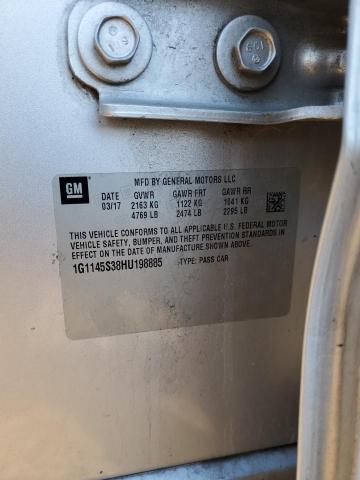 GM
MFD BY GENERAL MOTORS LLC
DATE GVWR GAWR FRT GAWR RR
03/17 2163 KG 1122 KG 1041 KG
4769 LB 2474 LB 2295 LB
THIS VEHICLE CONFORMS TO ALL APPLICABLE U.S. FEDERAL MOTOR
VEHICLE SAFETY, BUMPER, AND THEFT PREVENTION STANDARDS IN
EFFECT ON THE DATE OF MANUFACTURE SHOWN ABOVE.
1G1145S38HU198885 TYPE: PASS CAR